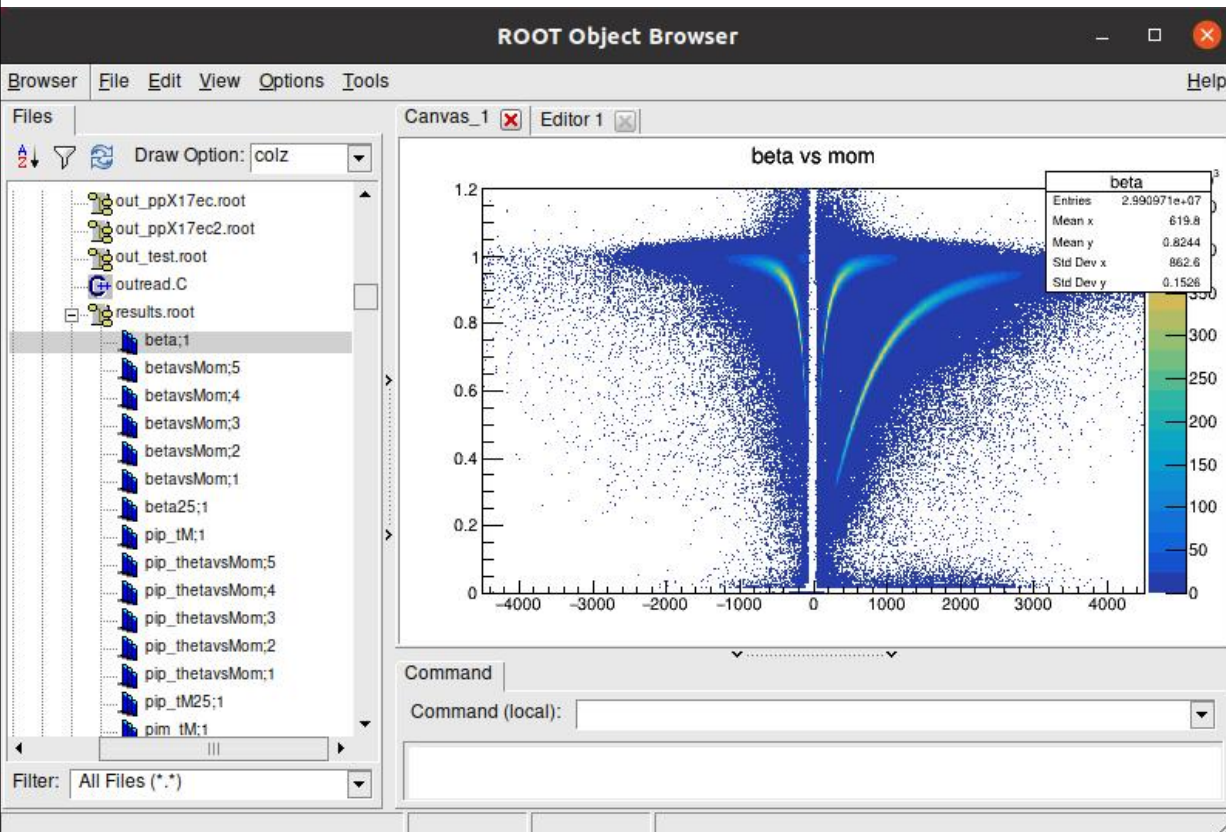 ROOT Object Browser
Browser File Edit View Options Tools Help
Files
Draw Option: colz
out_ppX17ec.root
out_ppX17ec2.root
out_test.root
outread.C
results.root
beta;1
betavsMom;5
betavsMom;4
betavsMom;3
betavsMom;2
betavsMom;1
beta25;1
pip_tM;1
pip_thetavsMom;5
pip_thetavsMom;4
pip_thetavsMom;3
pip_thetavsMom;2
pip_thetavsMom;1
pip_tM25;1
pim_tM;1
Filter: All Files (*.*)
Canvas_1 Editor 1
beta vs mom
beta
Entries 2.990971e+07
Mean x 619.8
Mean y 0.8244
Std Dev x 862.6
Std Dev y 0.1526
1.2
1
0.8
0.6
0.4
0.2
0
−4000 −3000 −2000 −1000 0 1000 2000 3000 4000
350
300
250
200
150
100
50
0
Command
Command (local):